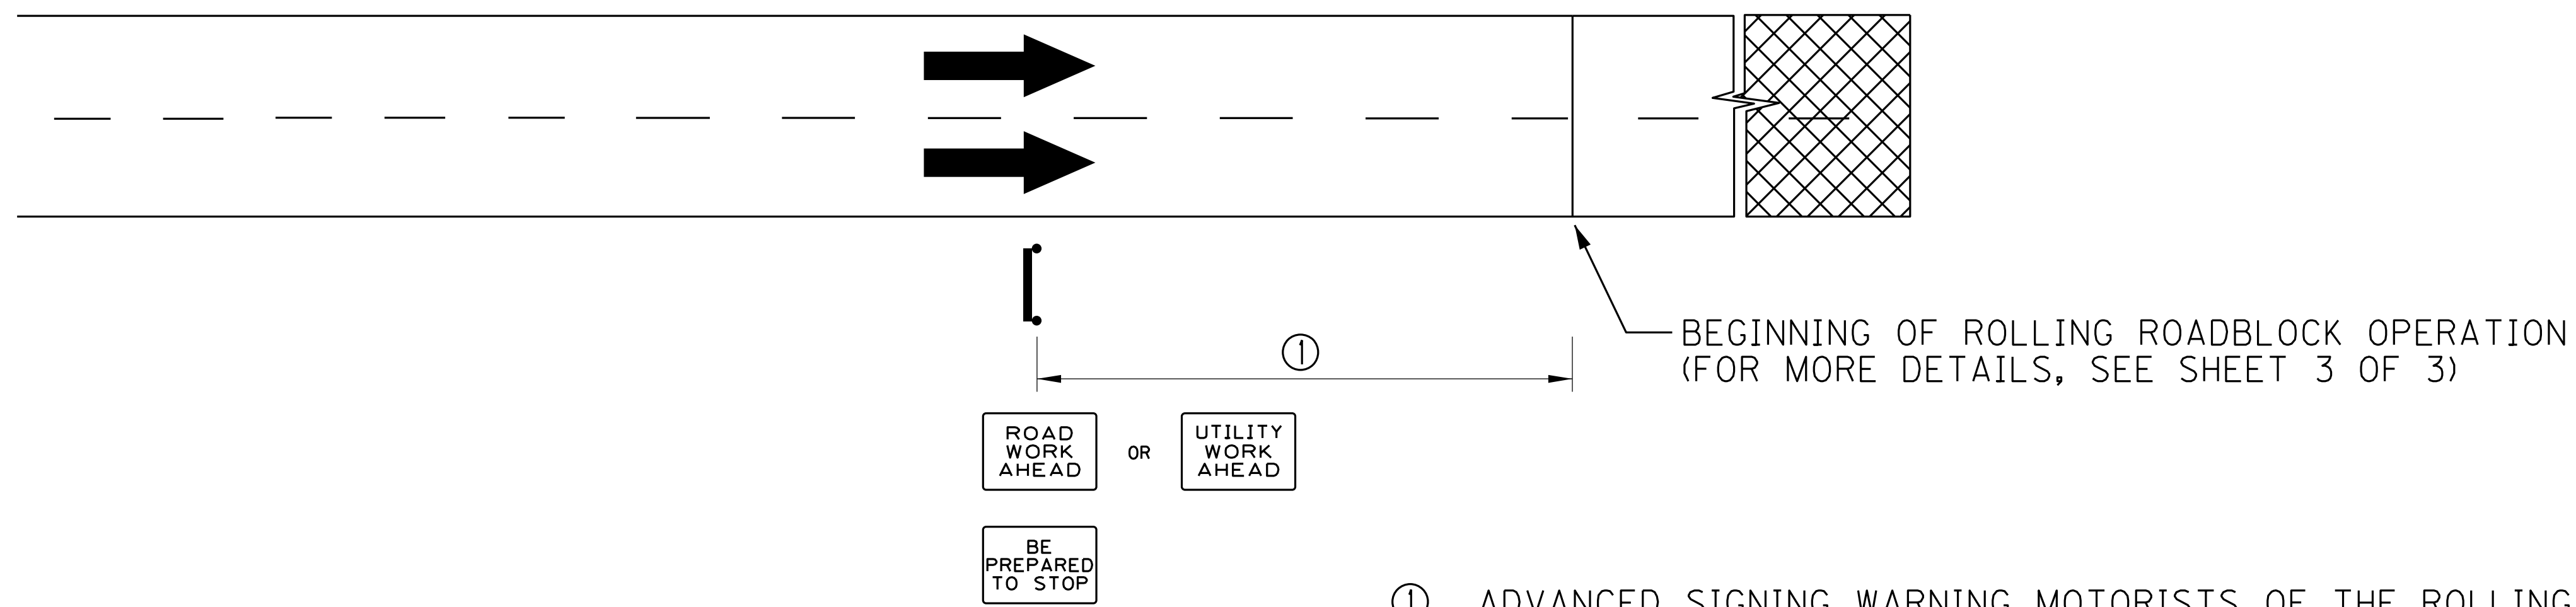 ①
BEGINNING OF ROLLING ROADBLOCK OPERATION
(FOR MORE DETAILS, SEE SHEET 3 OF 3)
ROAD
WORK
AHEAD
OR
UTILITY
WORK
AHEAD
BE
PREPARED
TO STOP
① ADVANCED SIGNING WARNING MOTORISTS OF THE ROLLING